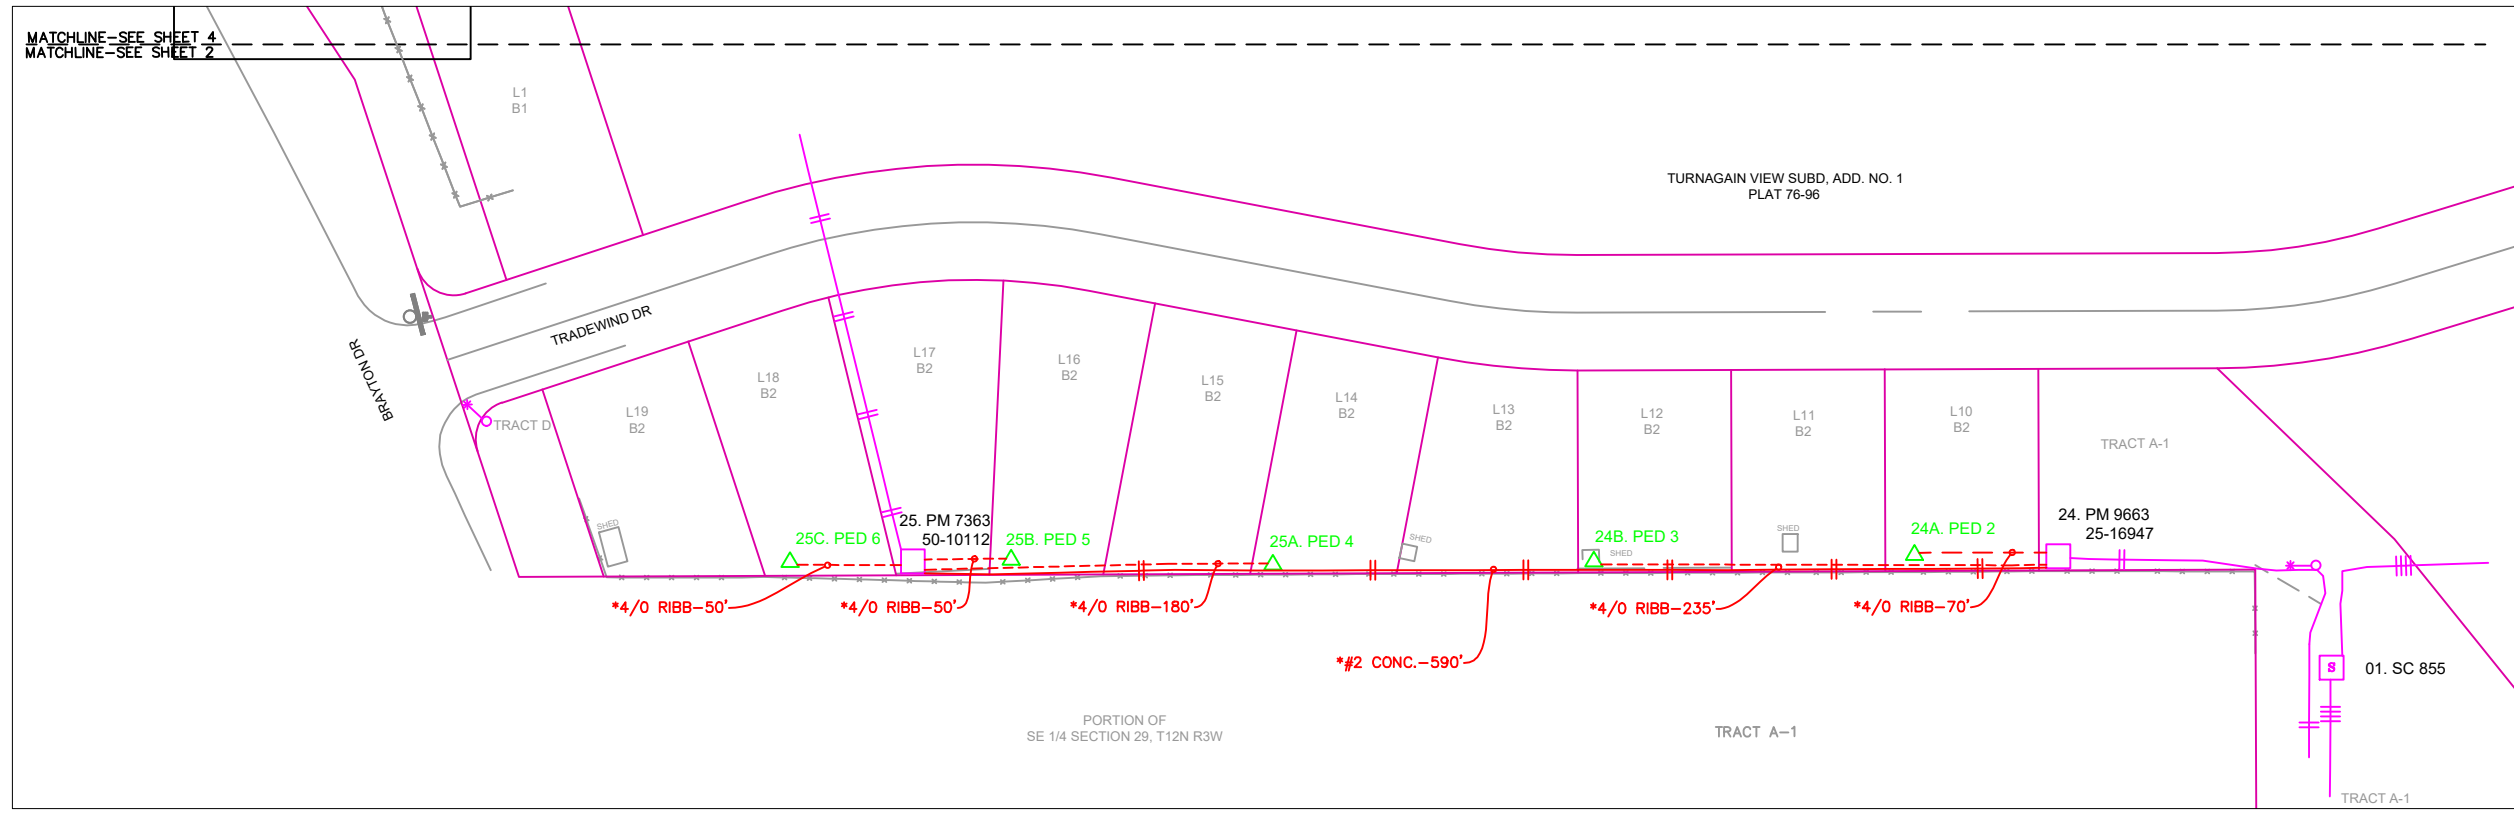 MATCHLINE-SEE SHEET 4
MATCHLINE-SEE SHEET 2
L1
B1
TURNAGAIN VIEW SUBD, ADD. NO. 1
PLAT 76-96
TRADEWIND DR
BRAYTON DR
TRACT D
L19
B2
L18
B2
L17
B2
L16
B2
L15
B2
L14
B2
L13
B2
L12
B2
L11
B2
L10
B2
TRACT A-1
SHED
25C. PED 6
25. PM 7363
50-10112
25B. PED 5
25A. PED 4
SHED
24B. PED 3
SHED
SHED
24A. PED 2
24. PM 9663
25-16947
*4/0 RIBB-50'
*4/0 RIBB-50'
*4/0 RIBB-180'
*4/0 RIBB-235'
*4/0 RIBB-70'
*#2 CONC.-590'
S
01. SC 855
PORTION OF
SE 1/4 SECTION 29, T12N R3W
TRACT A-1
TRACT A-1